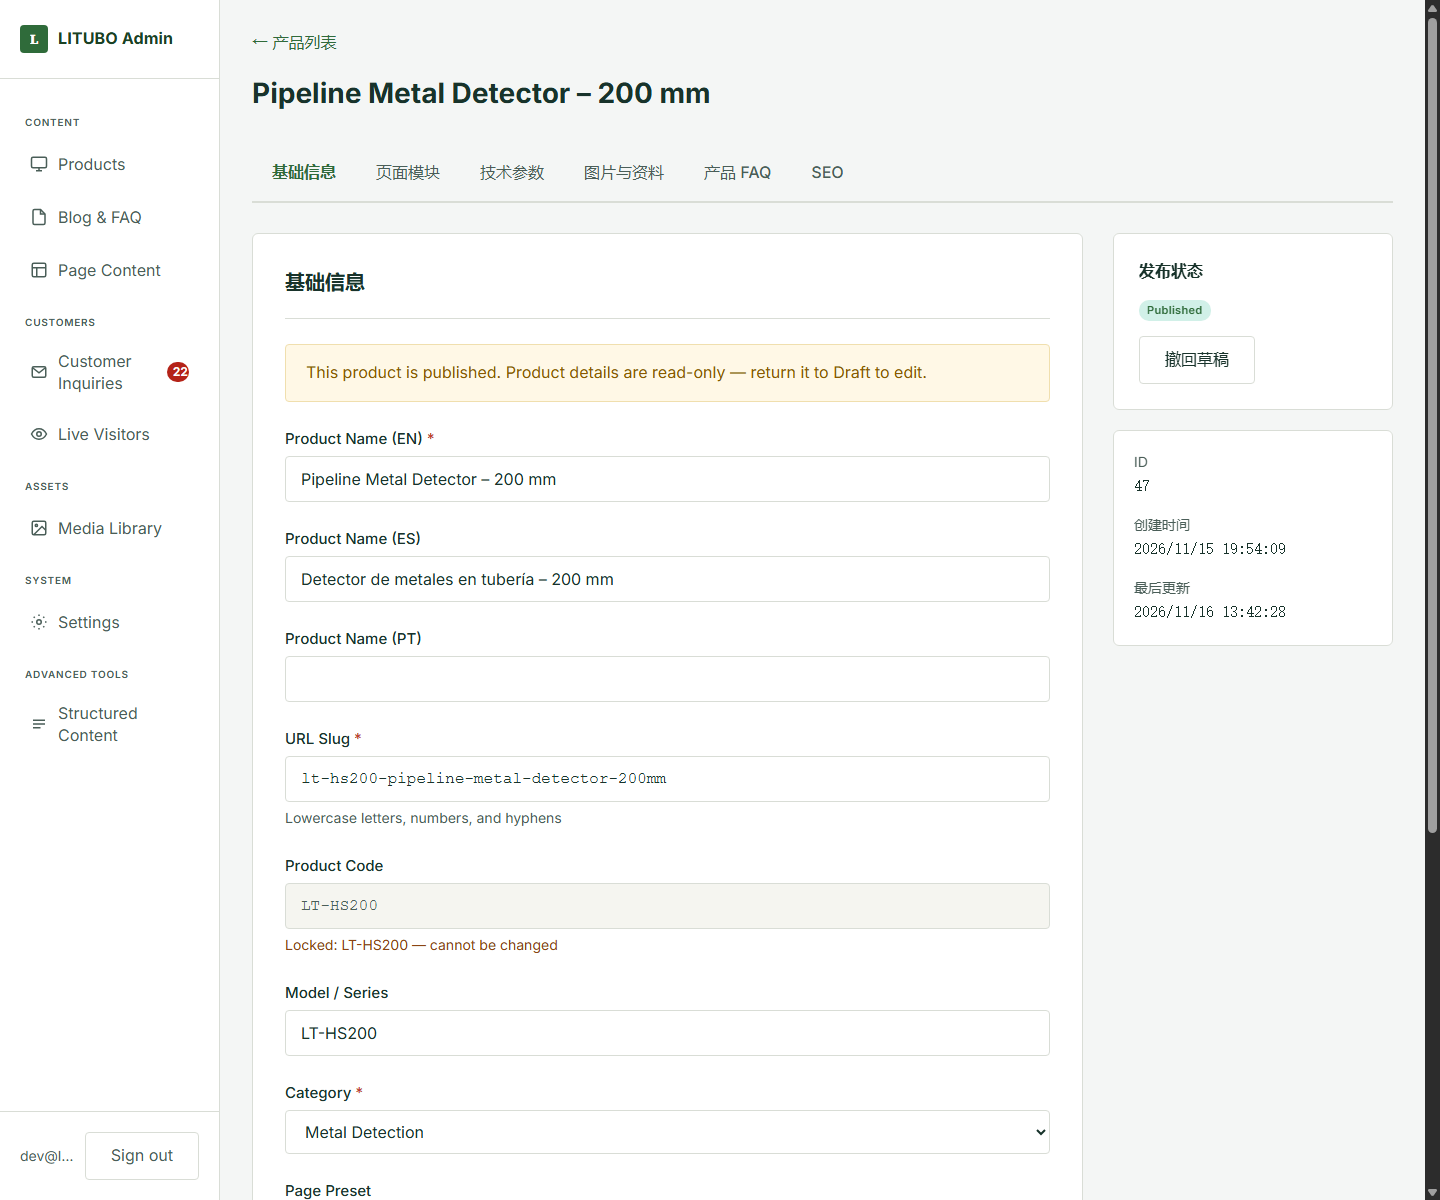 L LITUBO Admin
CONTENT
Products
Blog & FAQ
Page Content
CUSTOMERS
Customer
Inquiries
22
Live Visitors
ASSETS
Media Library
SYSTEM
Settings
ADVANCED TOOLS
Structured
Content
dev@l...
Sign out
← 产品列表
Pipeline Metal Detector – 200 mm
基础信息 页面模块 技术参数 图片与资料 产品 FAQ SEO
基础信息
This product is published. Product details are read-only — return it to Draft to edit.
Product Name (EN) *
Pipeline Metal Detector – 200 mm
Product Name (ES)
Detector de metales en tubería – 200 mm
Product Name (PT)
URL Slug *
lt-hs200-pipeline-metal-detector-200mm
Lowercase letters, numbers, and hyphens
Product Code
LT-HS200
Locked: LT-HS200 — cannot be changed
Model / Series
LT-HS200
Category *
Metal Detection
Page Preset
发布状态
Published
撤回草稿
ID
47
创建时间
2026/11/15 19:54:09
最后更新
2026/11/16 13:42:28